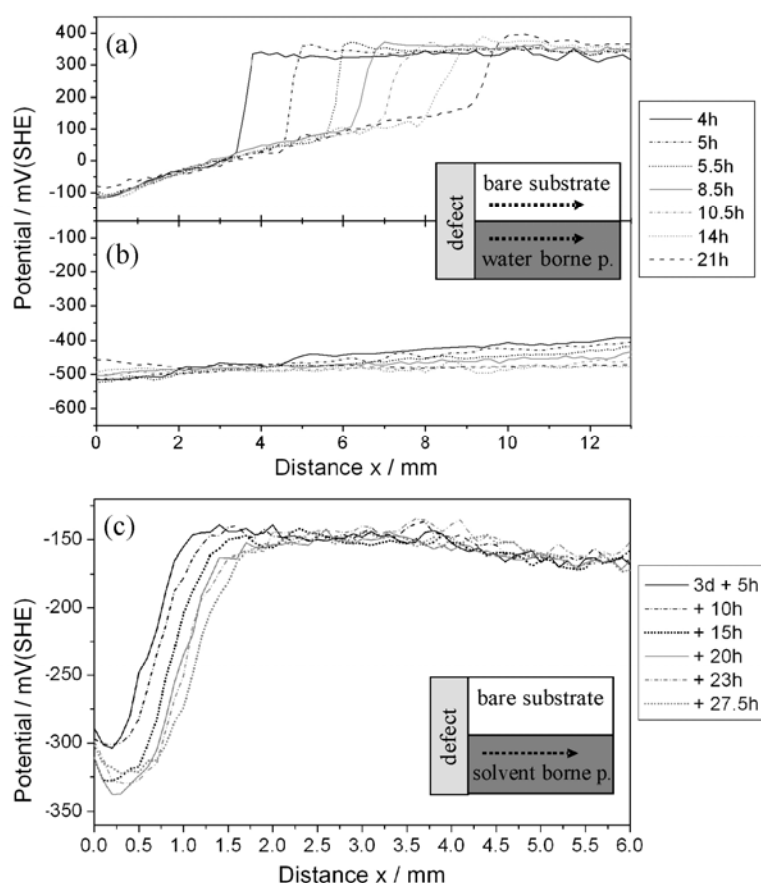 (a)
400
300
200
100
0
-100
Potential / mV(SHE)
defect
bare substrate
water borne p.
4h
5h
5.5h
8.5h
10.5h
14h
21h
(b)
-100
-200
-300
-400
-500
-600
0 2 4 6 8 10 12
Distance x / mm
(c)
-150
-200
-250
-300
-350
Potential / mV(SHE)
defect
bare substrate
solvent borne p.
3d + 5h
+ 10h
+ 15h
+ 20h
+ 23h
+ 27.5h
0.0 0.5 1.0 1.5 2.0 2.5 3.0 3.5 4.0 4.5 5.0 5.5 6.0
Distance x / mm